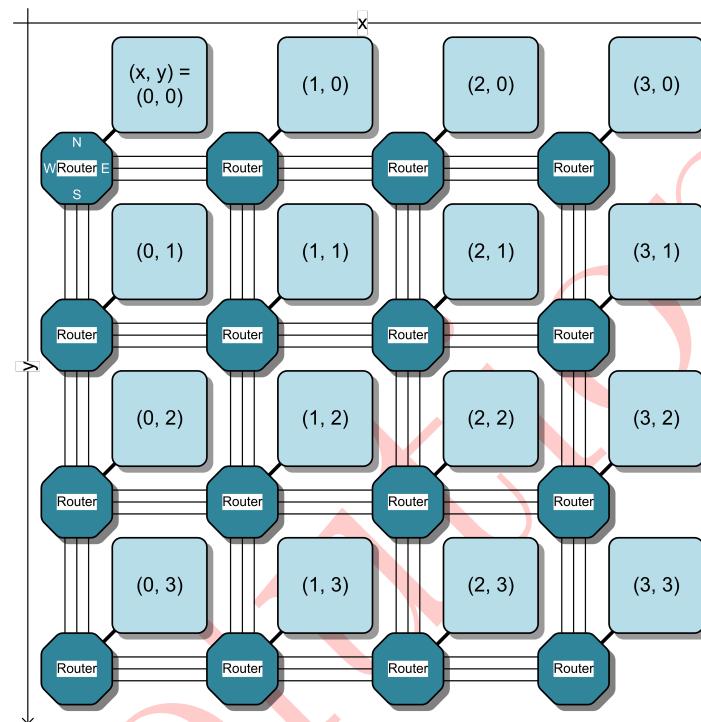 x
(x, y) =
(0, 0)
(1, 0)
(2, 0)
(3, 0)
N
W Router E
S
Router
Router
Router
(0, 1)
(1, 1)
(2, 1)
(3, 1)
Router
Router
Router
Router
y
(0, 2)
(1, 2)
(2, 2)
(3, 2)
Router
Router
Router
Router
(0, 3)
(1, 3)
(2, 3)
(3, 3)
Router
Router
Router
Router